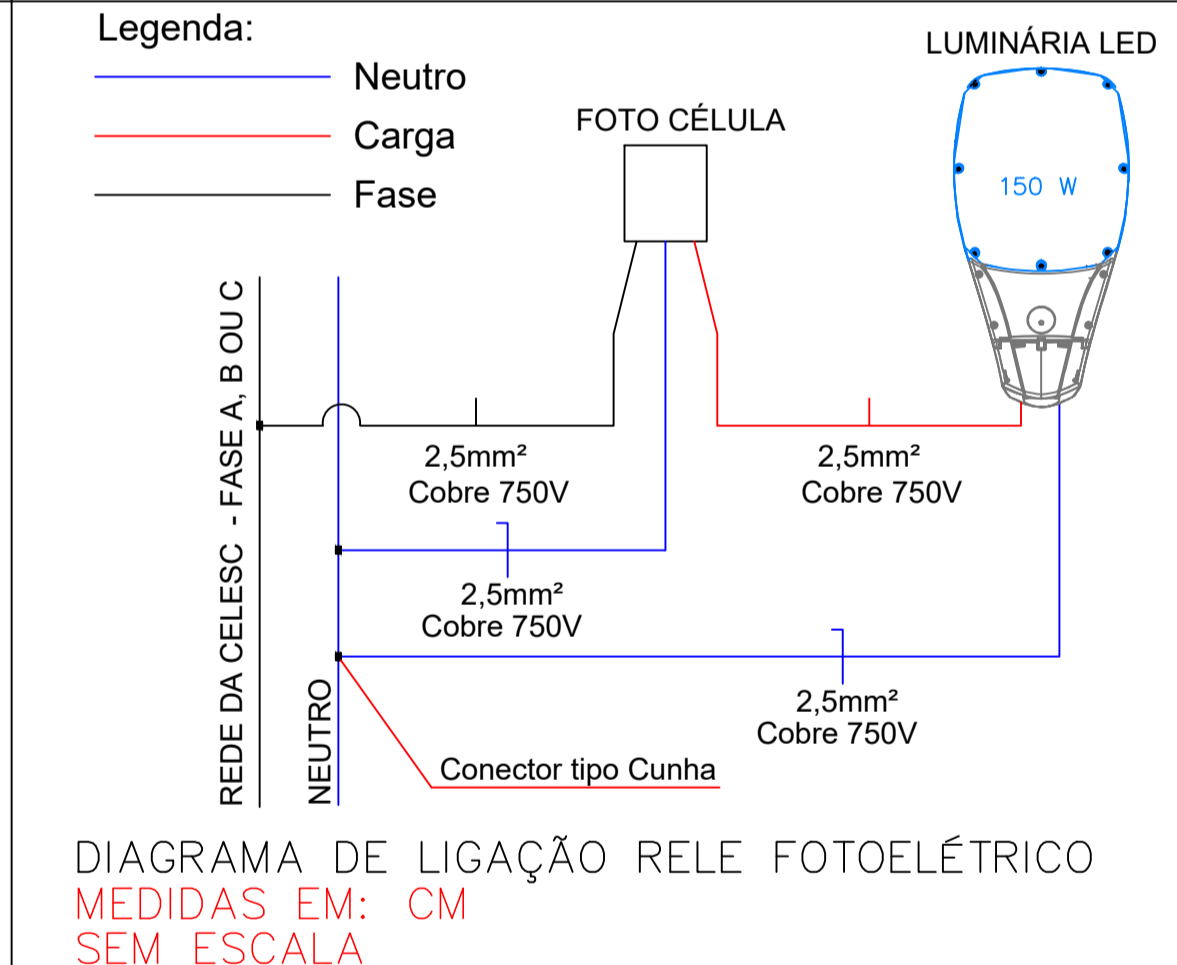 Legenda:
Neutro
Carga
Fase
FOTO CÉLULA
LUMINÁRIA LED
150 W
REDE DA CELESC - FASE A, B OU C
NEUTRO
2,5mm²
Cobre 750V
2,5mm²
Cobre 750V
2,5mm²
Cobre 750V
2,5mm²
Cobre 750V
Conector tipo Cunha
DIAGRAMA DE LIGAÇÃO RELE FOTOELÉTRICO
MEDIDAS EM: CM
SEM ESCALA